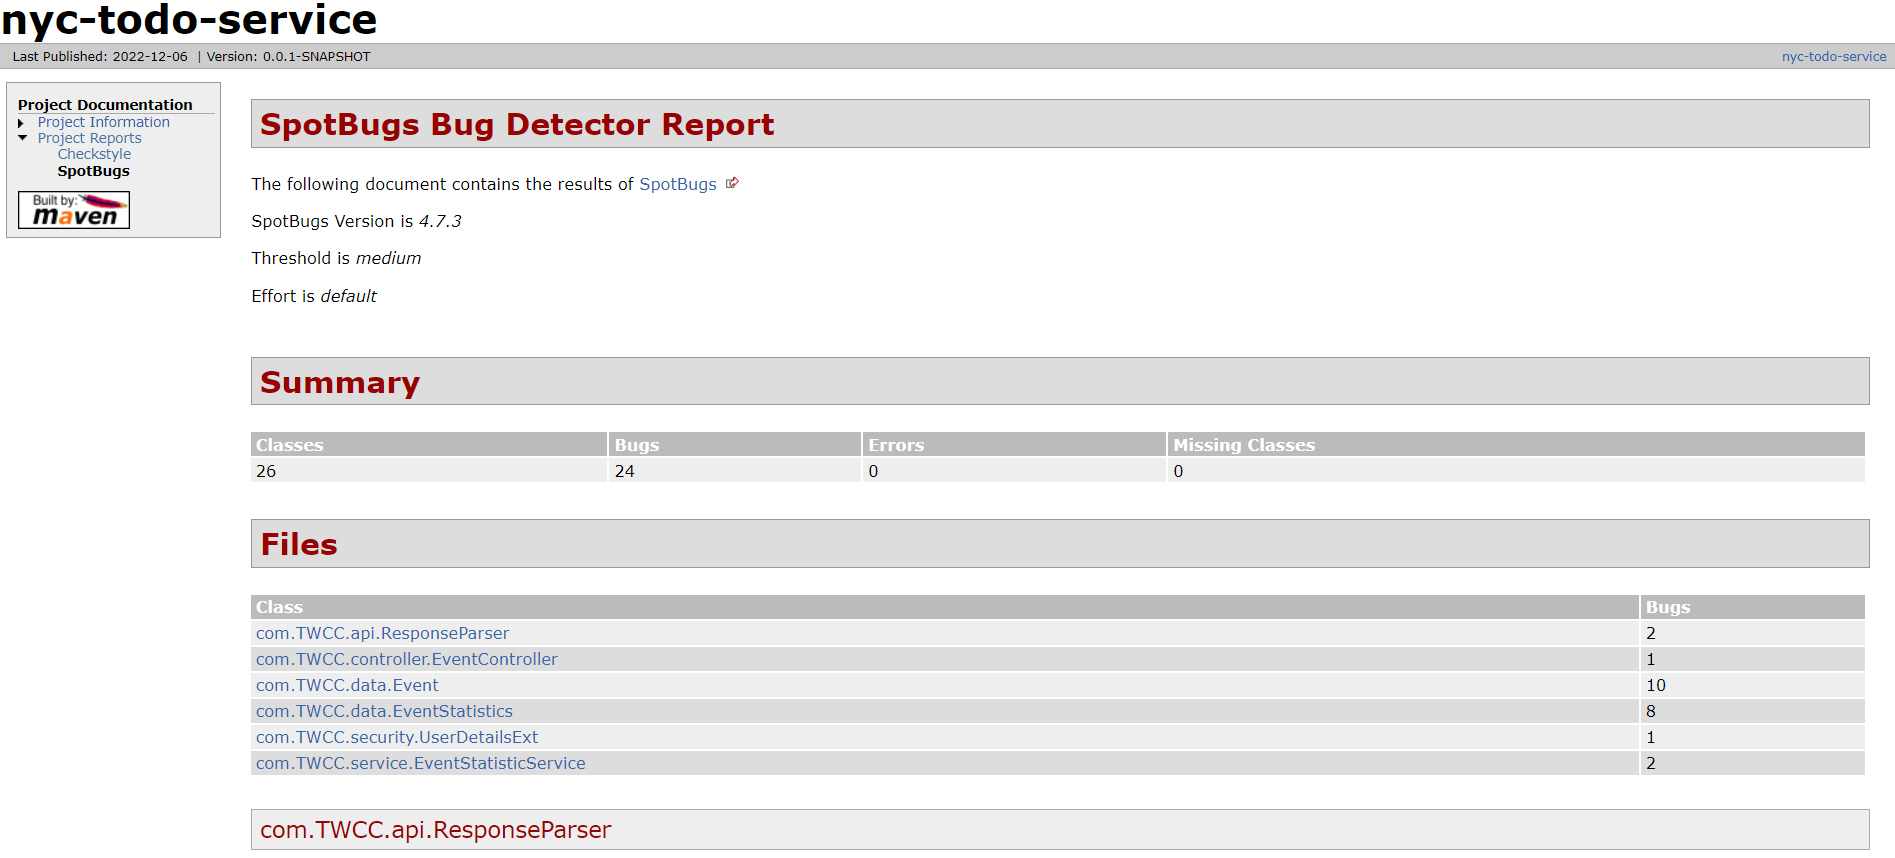 nyc-todo-service
Last Published: 2022-12-06 | Version: 0.0.1-SNAPSHOT
nyc-todo-service
Project Documentation
Project Information
Project Reports
Checkstyle
SpotBugs
Built by:
maven
SpotBugs Bug Detector Report
The following document contains the results of SpotBugs
SpotBugs Version is 4.7.3
Threshold is medium
Effort is default
Summary
Classes Bugs Errors Missing Classes
26 24 0 0
Files
Class Bugs
com.TWCC.api.ResponseParser 2
com.TWCC.controller.EventController 1
com.TWCC.data.Event 10
com.TWCC.data.EventStatistics 8
com.TWCC.security.UserDetailsExt 1
com.TWCC.service.EventStatisticService 2
com.TWCC.api.ResponseParser